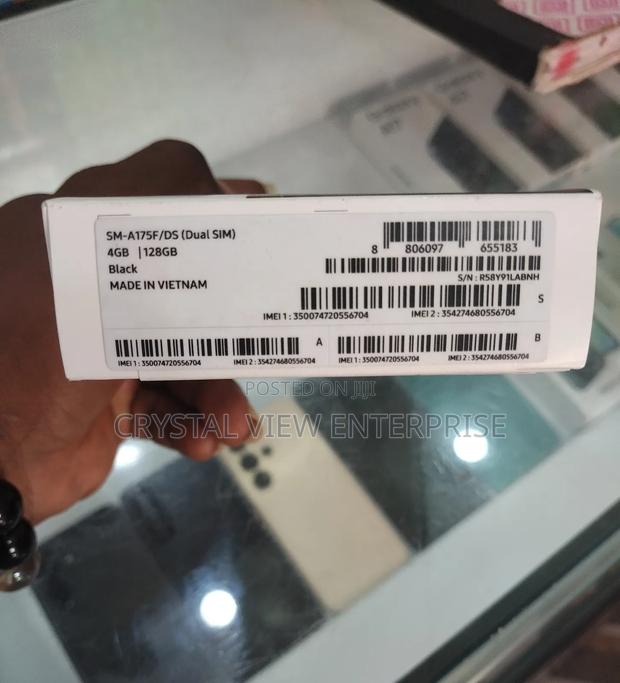 SM-A175F/DS (Dual SIM)
4GB | 128GB
Black
MADE IN VIETNAM
8 806097 655183
S/N : R58Y91LABNH
S
IMEI 1 : 350074720556704 IMEI 2 : 354274680556704
A
IMEI 1 : 350074720556704 IMEI 2 : 354274680556704
B
IMEI 1 : 350074720556704 IMEI 2 : 354274680556704
POSTED ON JIJI
CRYSTAL VIEW ENTERPRISE